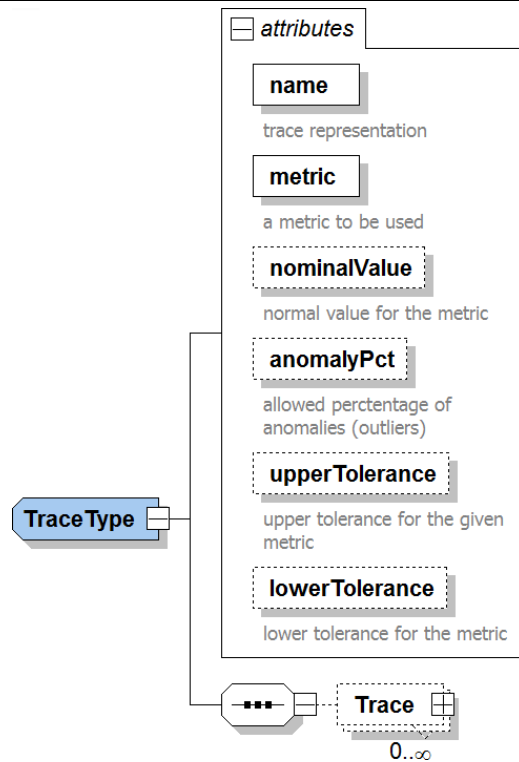 attributes
name
trace representation
metric
a metric to be used
nominalValue
normal value for the metric
anomalyPct
allowed perctentage of
anomalies (outliers)
upperTolerance
upper tolerance for the given
metric
TraceType
lowerTolerance
lower tolerance for the metric
Trace
0..∞